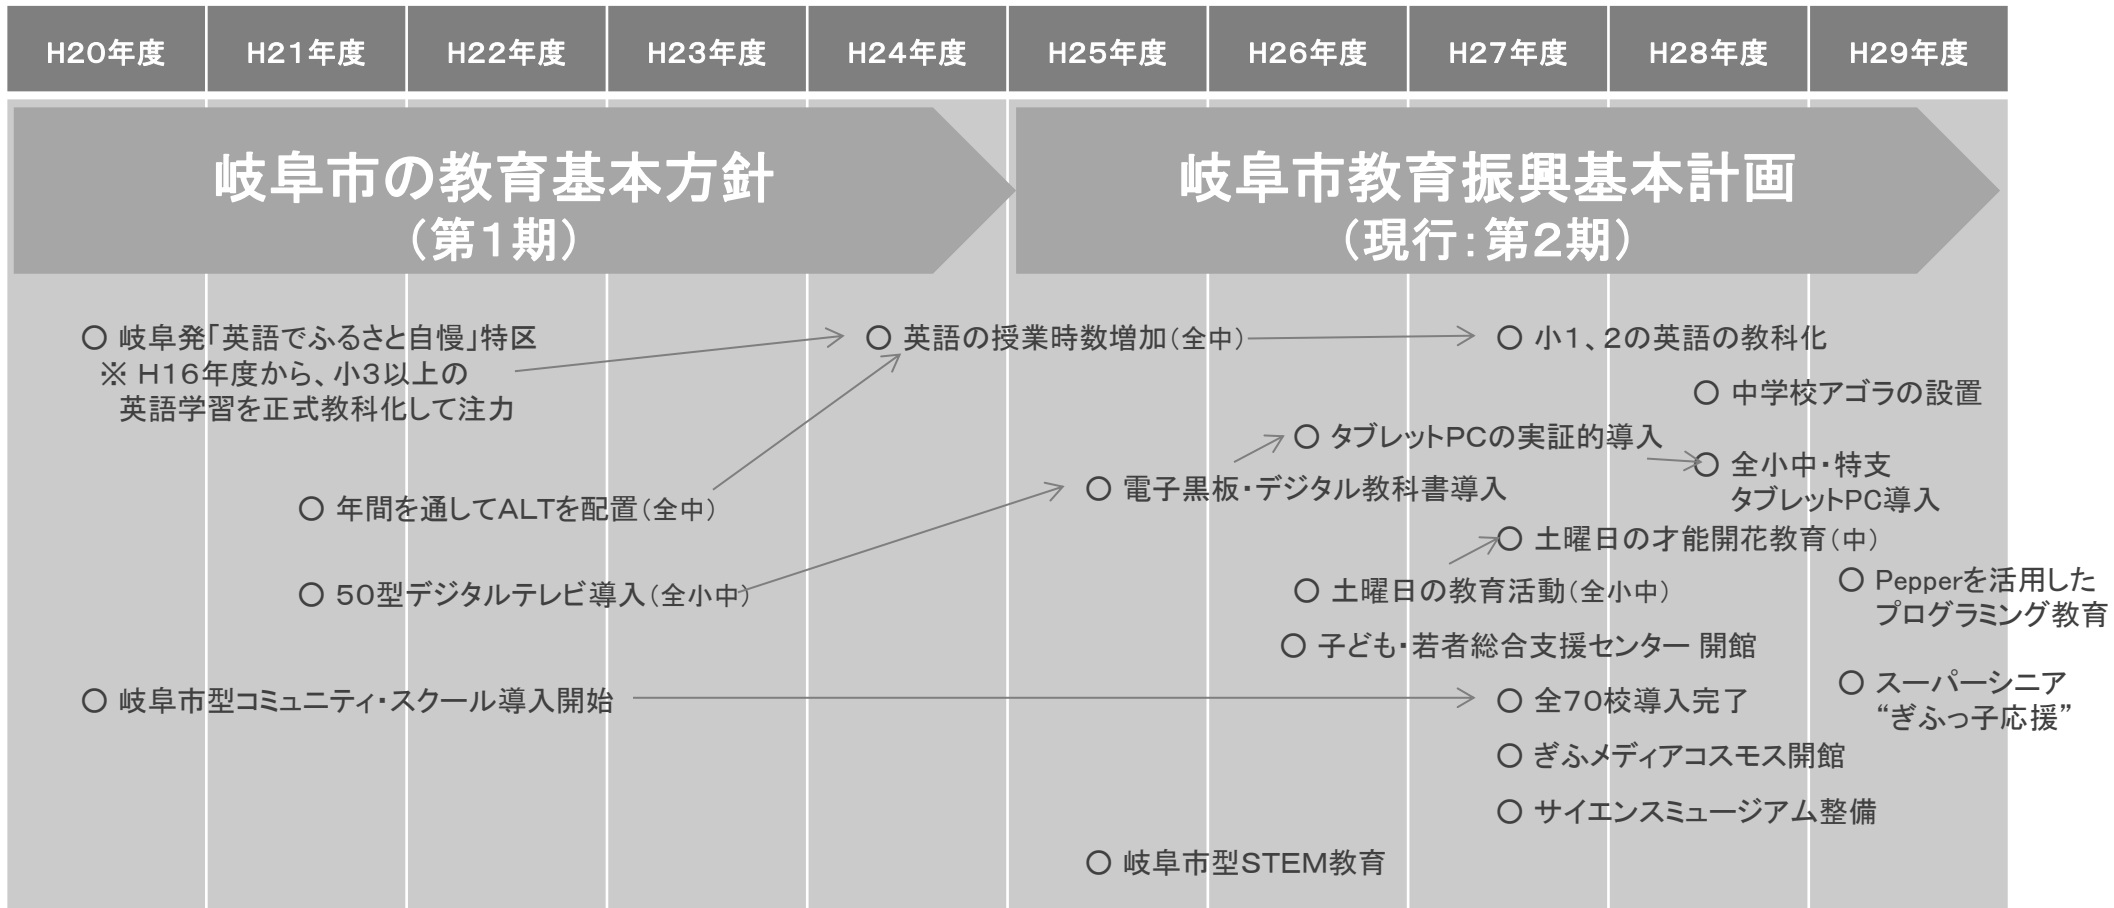 H20年度
H21年度
H22年度
H23年度
H24年度
H25年度
H26年度
H27年度
H28年度
H29年度
岐阜市の教育基本方針
（第1期）
岐阜市教育振興基本計画
（現行：第2期）
○ 岐阜発「英語でふるさと自慢」特区
※ H16年度から、小3以上の
英語学習を正式教科化して注力
○ 英語の授業時数増加（全中）
○ 小1、2の英語の教科化
○ 中学校アゴラの設置
○ タブレットPCの実証的導入
○ 全小中・特支
タブレットPC導入
○ 電子黒板・デジタル教科書導入
○ 年間を通してALTを配置（全中）
○ 土曜日の才能開花教育（中）
○ 50型デジタルテレビ導入（全小中）
○ 土曜日の教育活動（全小中）
○ Pepperを活用した
プログラミング教育
○ 子ども・若者総合支援センター 開館
○ 岐阜市型コミュニティ・スクール導入開始
○ 全70校導入完了
○ スーパーシニア
“ぎふっ子応援”
○ ぎふメディアコスモス開館
○ サイエンスミュージアム整備
○ 岐阜市型STEM教育